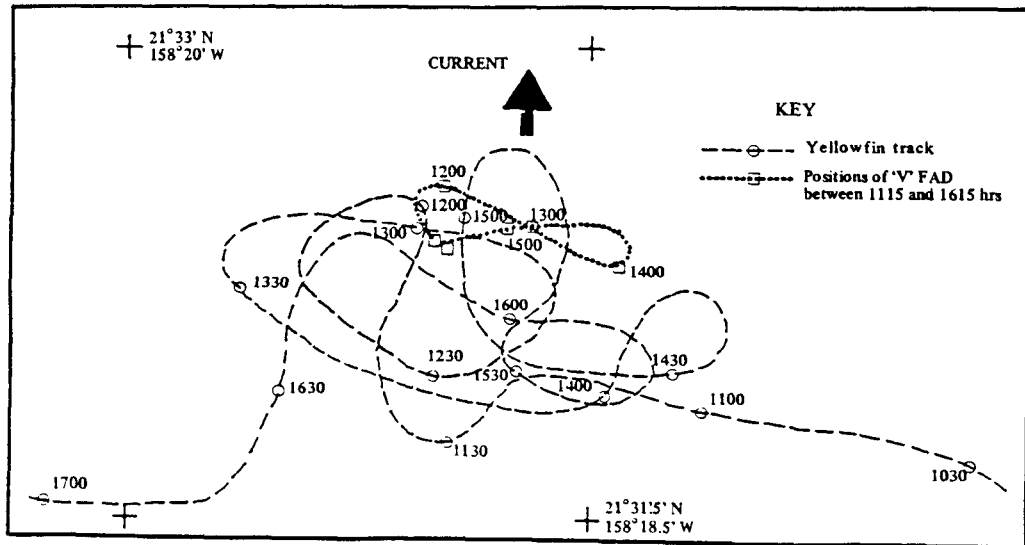 21°33' N
158°20' W
CURRENT
KEY
Yellowfin track
Positions of 'V' FAD
between 1115 and 1615 hrs
1200
1200
1500
1300
1300
1500
1400
1330
1600
1230
1530
1430
1400
1630
1100
1130
1030
1700
21°31'.5' N
158°18.5' W